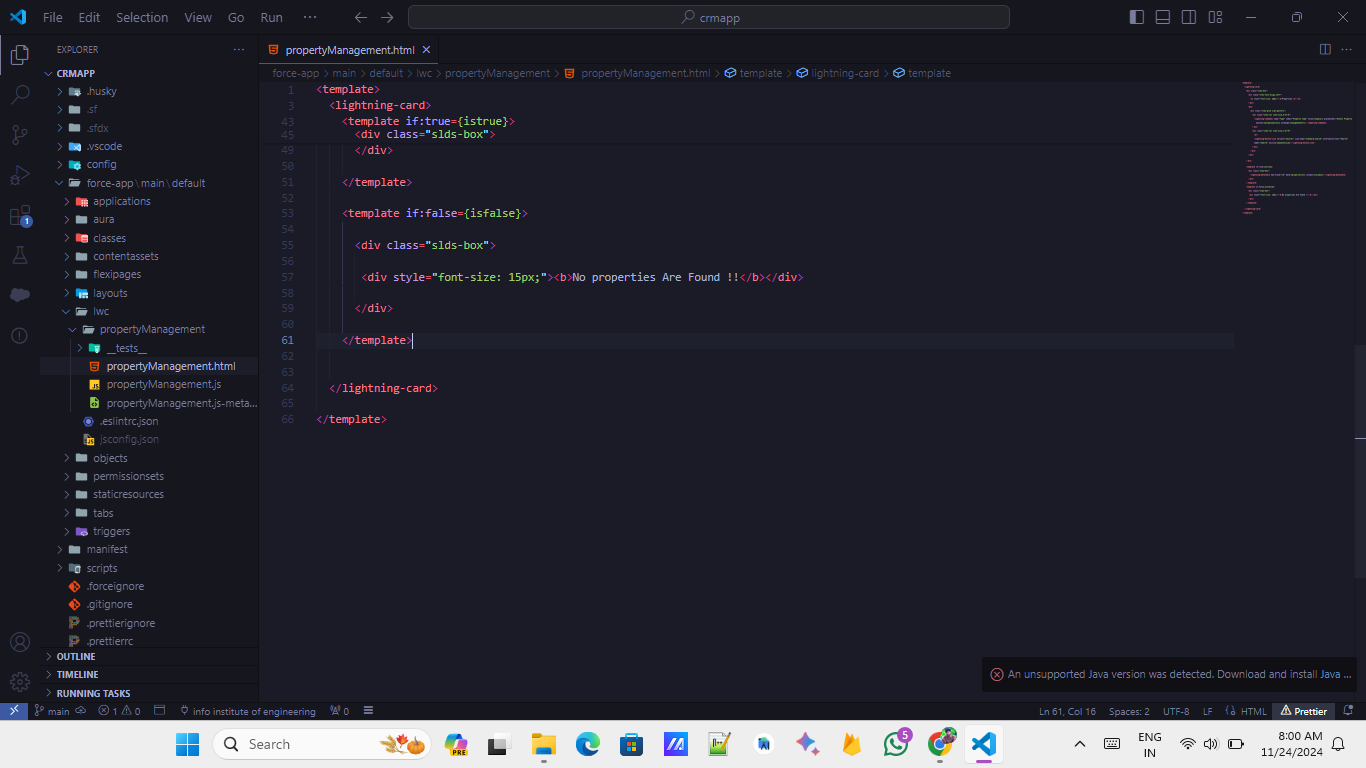 File Edit Selection View Go Run ··· crmapp
EXPLORER ···
CRMAPP
.husky
.sf
.sfdx
.vscode
config
force-app\main\default
applications
aura
classes
contentassets
flexipages
layouts
lwc
propertyManagement
__tests__
propertyManagement.html
propertyManagement.js
propertyManagement.js-meta...
.eslintrc.json
jsconfig.json
objects
permissionsets
staticresources
tabs
triggers
manifest
scripts
.forceignore
.gitignore
.prettierignore
.prettierrc
OUTLINE
TIMELINE
RUNNING TASKS
1
propertyManagement.html
force-app > main > default > lwc > propertyManagement > propertyManagement.html > template > lightning-card > template
1 <template>
3 <lightning-card>
43 <template if:true={istrue}>
45 <div class="slds-box">
49 </div>
50
51 </template>
52
53 <template if:false={isfalse}>
54
55 <div class="slds-box">
56
57 <div style="font-size: 15px;"><b>No properties Are Found !!</b></div>
58
59 </div>
60
61 </template>
62
63
64 </lightning-card>
65
66 </template>
An unsupported Java version was detected. Download and install Java ...
main 1 0 info institute of engineering 0 Ln 61, Col 16 Spaces: 2 UTF-8 LF HTML Prettier
Search
PRE
5
ENG
IN
8:00 AM
11/24/2024